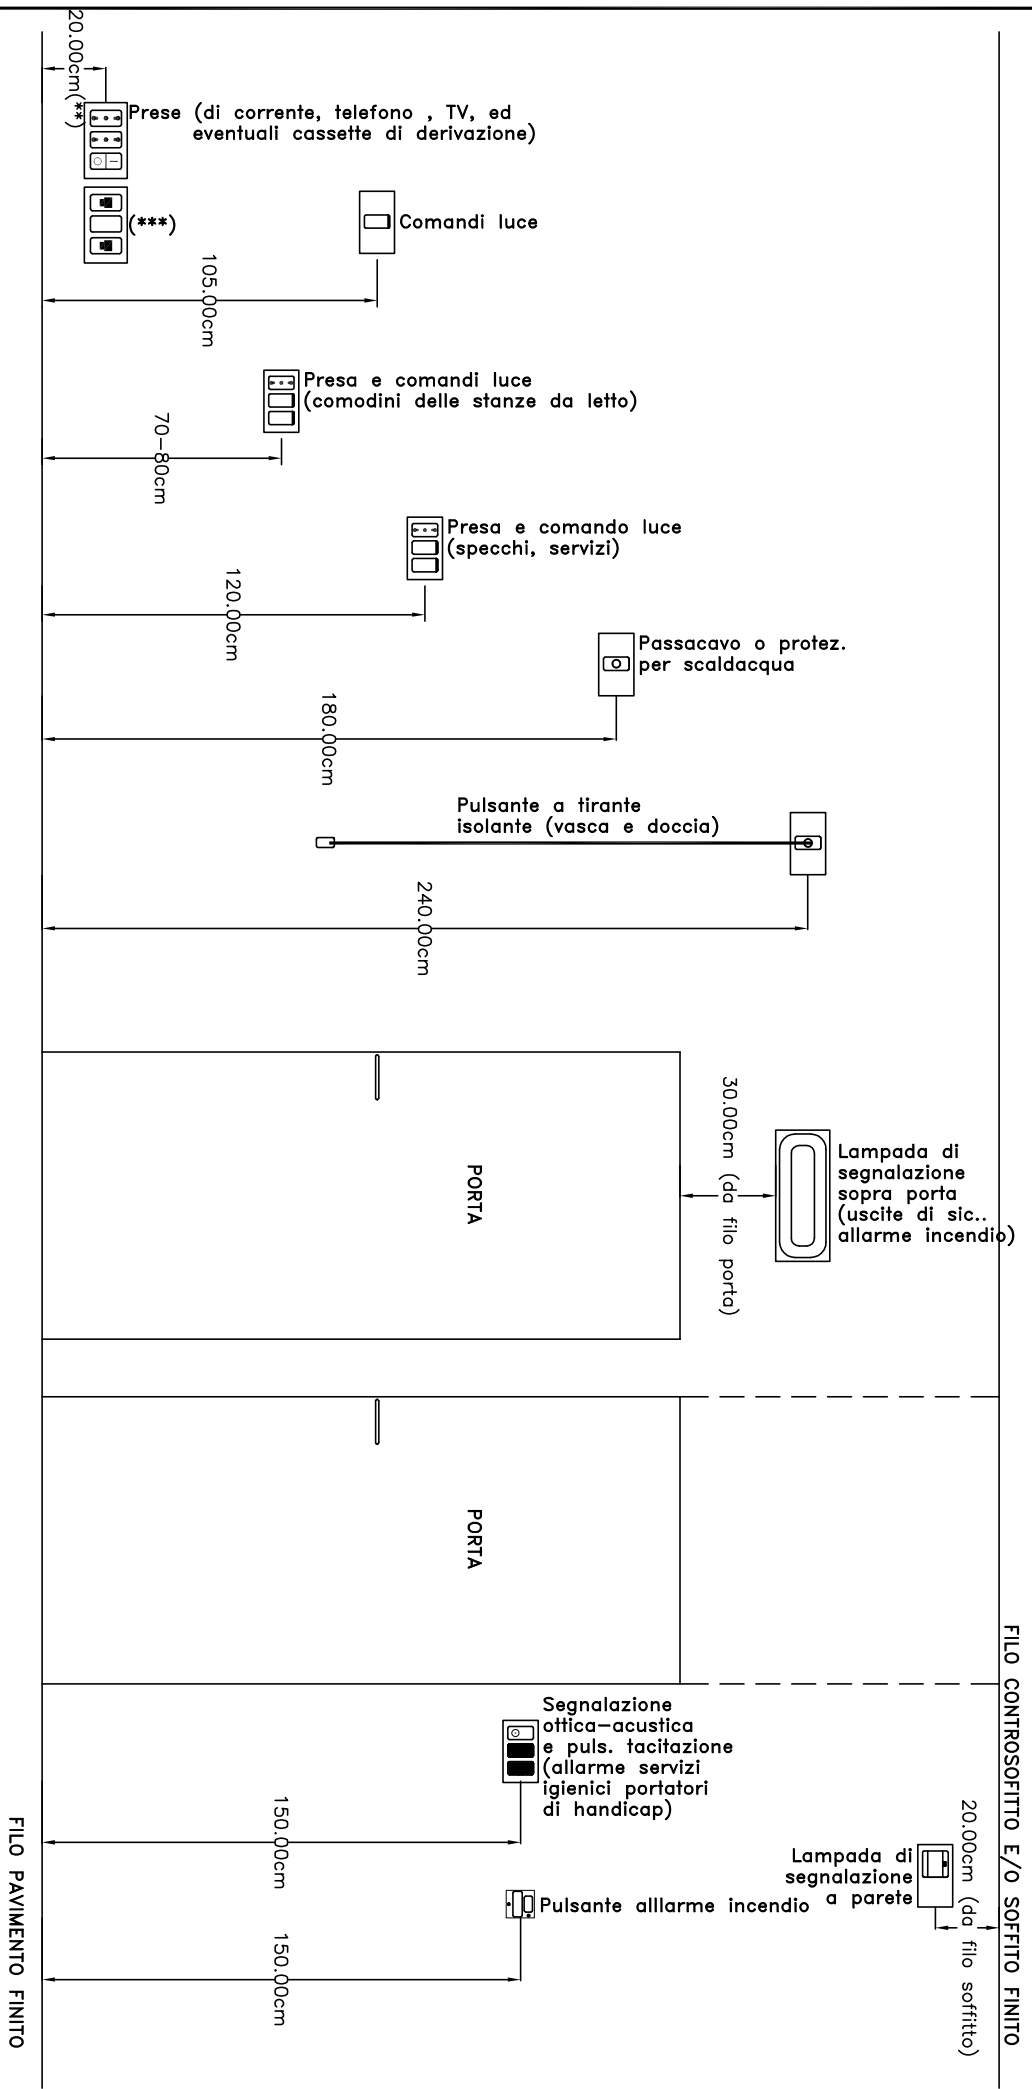 20.00cm(**)
Prese (di corrente, telefono , TV, ed
eventuali cassette di derivazione)
(***)
Comandi luce
105.00cm
Presa e comandi luce
(comodini delle stanze da letto)
70-80cm
Presa e comando luce
(specchi, servizi)
120.00cm
Passacavo o protez.
per scaldacqua
180.00cm
Pulsante a tirante
isolante (vasca e doccia)
240.00cm
PORTA
30.00cm (da filo porta)
Lampada di
segnalazione
sopra porta
(uscite di sic..
allarme incendio)
PORTA
Segnalazione
ottica-acustica
e puls. tacitazione
(allarme servizi
igienici portatori
di handicap)
150.00cm
Lampada di
segnalazione
a parete
20.00cm (da filo soffitto)
Pulsante alllarme incendio
150.00cm
FILO CONTROSOFITTO E/O SOFFITO FINITO
FILO PAVIMENTO FINITO